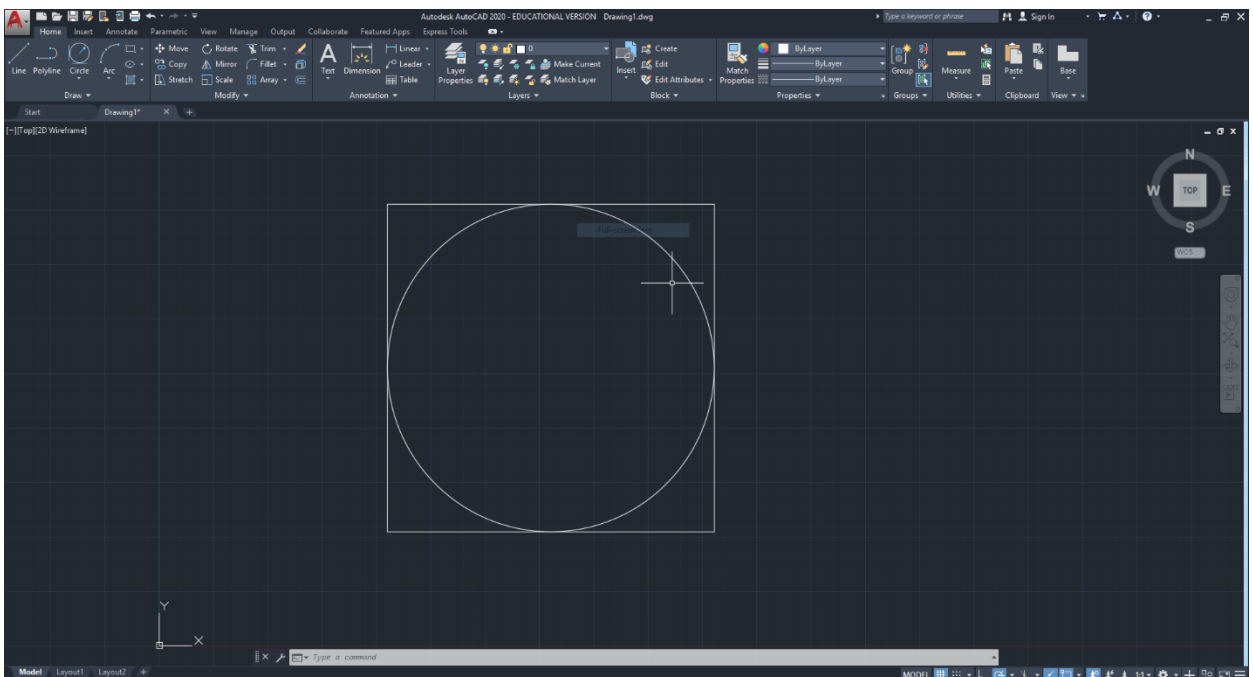 Autodesk AutoCAD 2020 - EDUCATIONAL VERSION Drawing1.dwg Type a keyword or phrase Sign In
Home Insert Annotate Parametric View Manage Output Collaborate Featured Apps Express Tools
Line Polyline Circle Arc
Move Rotate Trim
Copy Mirror Fillet
Stretch Scale Array
Text Dimension
Linear
Leader
Table
Layer Properties
0
Make Current
Match Layer
Insert
Create
Edit
Edit Attributes
Match Properties
ByLayer
ByLayer
ByLayer
Group
Measure
Paste
Base
Draw Modify Annotation Layers Block Properties Groups Utilities Clipboard View
Start Drawing1* +
[−][Top][2D Wireframe]
N
W TOP E
S
WCS
Y
X
Type a command
Model Layout1 Layout2 + MODEL 1:1